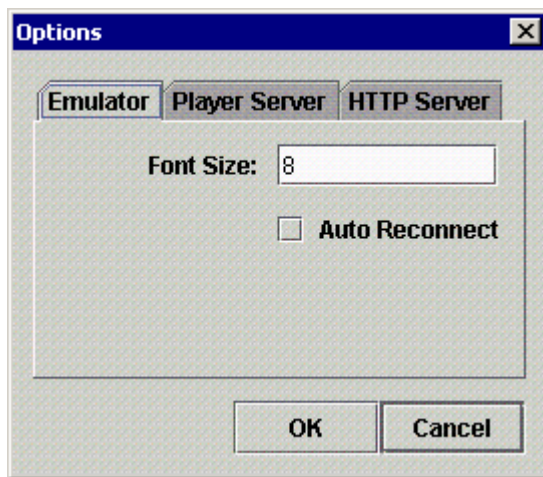 Options
Emulator Player Server HTTP Server
Font Size: 8
Auto Reconnect
OK Cancel